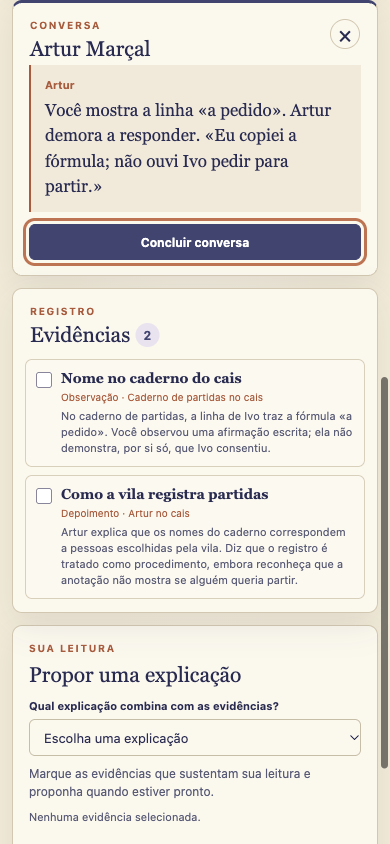 CONVERSA
Artur Marçal
Artur
Você mostra a linha «a pedido». Artur
demora a responder. «Eu copiei a
fórmula; não ouvi Ivo pedir para
partir.»
Concluir conversa
REGISTRO
Evidências 2
Nome no caderno do cais
Observação · Caderno de partidas no cais
No caderno de partidas, a linha de Ivo traz a fórmula «a
pedido». Você observou uma afirmação escrita; ela não
demonstra, por si só, que Ivo consentiu.
Como a vila registra partidas
Depoimento · Artur no cais
Artur explica que os nomes do caderno correspondem
a pessoas escolhidas pela vila. Diz que o registro é
tratado como procedimento, embora reconheça que a
anotação não mostra se alguém queria partir.
SUA LEITURA
Propor uma explicação
Qual explicação combina com as evidências?
Escolha uma explicação
Marque as evidências que sustentam sua leitura e
proponha quando estiver pronto.
Nenhuma evidência selecionada.